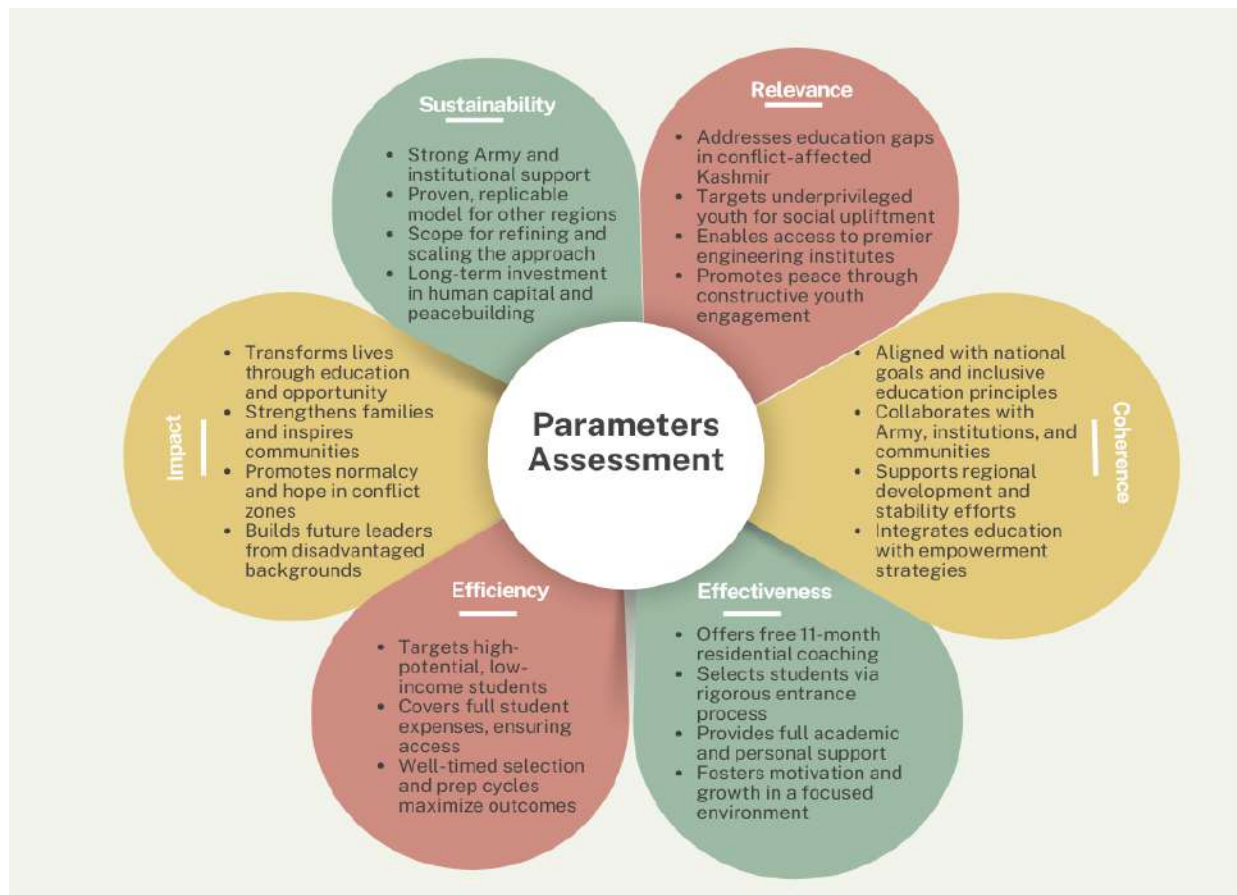 Parameters
Assessment
Sustainability
• Strong Army and
institutional support
• Proven, replicable
model for other regions
• Scope for refining and
scaling the approach
• Long-term investment
in human capital and
peacebuilding
Relevance
• Addresses education gaps
in conflict-affected
Kashmir
• Targets underprivileged
youth for social upliftment
• Enables access to premier
engineering institutes
• Promotes peace through
constructive youth
engagement
Coherence
• Aligned with national
goals and inclusive
education principles
• Collaborates with
Army, institutions, and
communities
• Supports regional
development and
stability efforts
• Integrates education
with empowerment
strategies
Effectiveness
• Offers free 11-month
residential coaching
• Selects students via
rigorous entrance
process
• Provides full academic
and personal support
• Fosters motivation and
growth in a focused
environment
Efficiency
• Targets high-
potential, low-
income students
• Covers full student
expenses, ensuring
access
• Well-timed selection
and prep cycles
maximize outcomes
Impact
• Transforms lives
through education
and opportunity
• Strengthens families
and inspires
communities
• Promotes normalcy
and hope in conflict
zones
• Builds future leaders
from disadvantaged
backgrounds